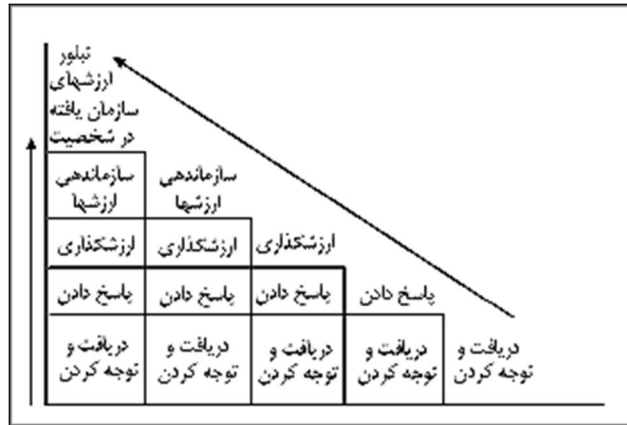 تبلور
ارزشهای
سازمان یافته
در شخصیت
سازماندهی سازماندهی
ارزشها ارزشها
ارزشگذاری ارزشگذاری ارزشگذاری
پاسخ دادن پاسخ دادن پاسخ دادن پاسخ دادن
دریافت و دریافت و دریافت و دریافت و دریافت و
توجه کردن توجه کردن توجه کردن توجه کردن توجه کردن